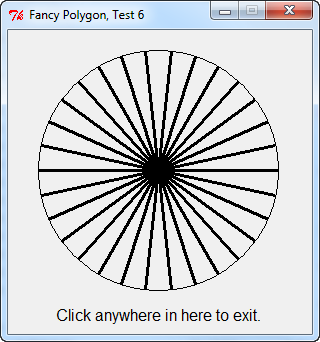 Fancy Polygon, Test 6
Click anywhere in here to exit.